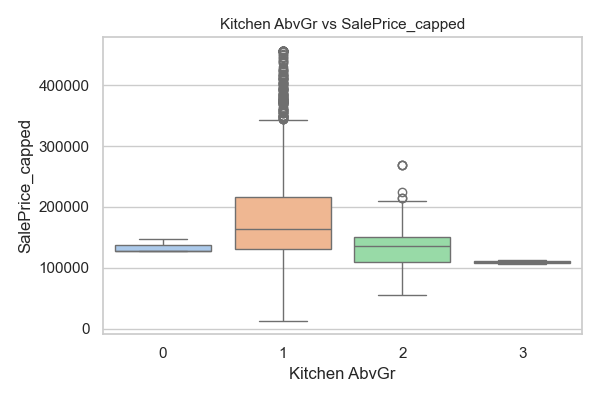 Kitchen AbvGr vs SalePrice_capped
400000
300000
200000
100000
0
SalePrice_capped
0 1 2 3
Kitchen AbvGr